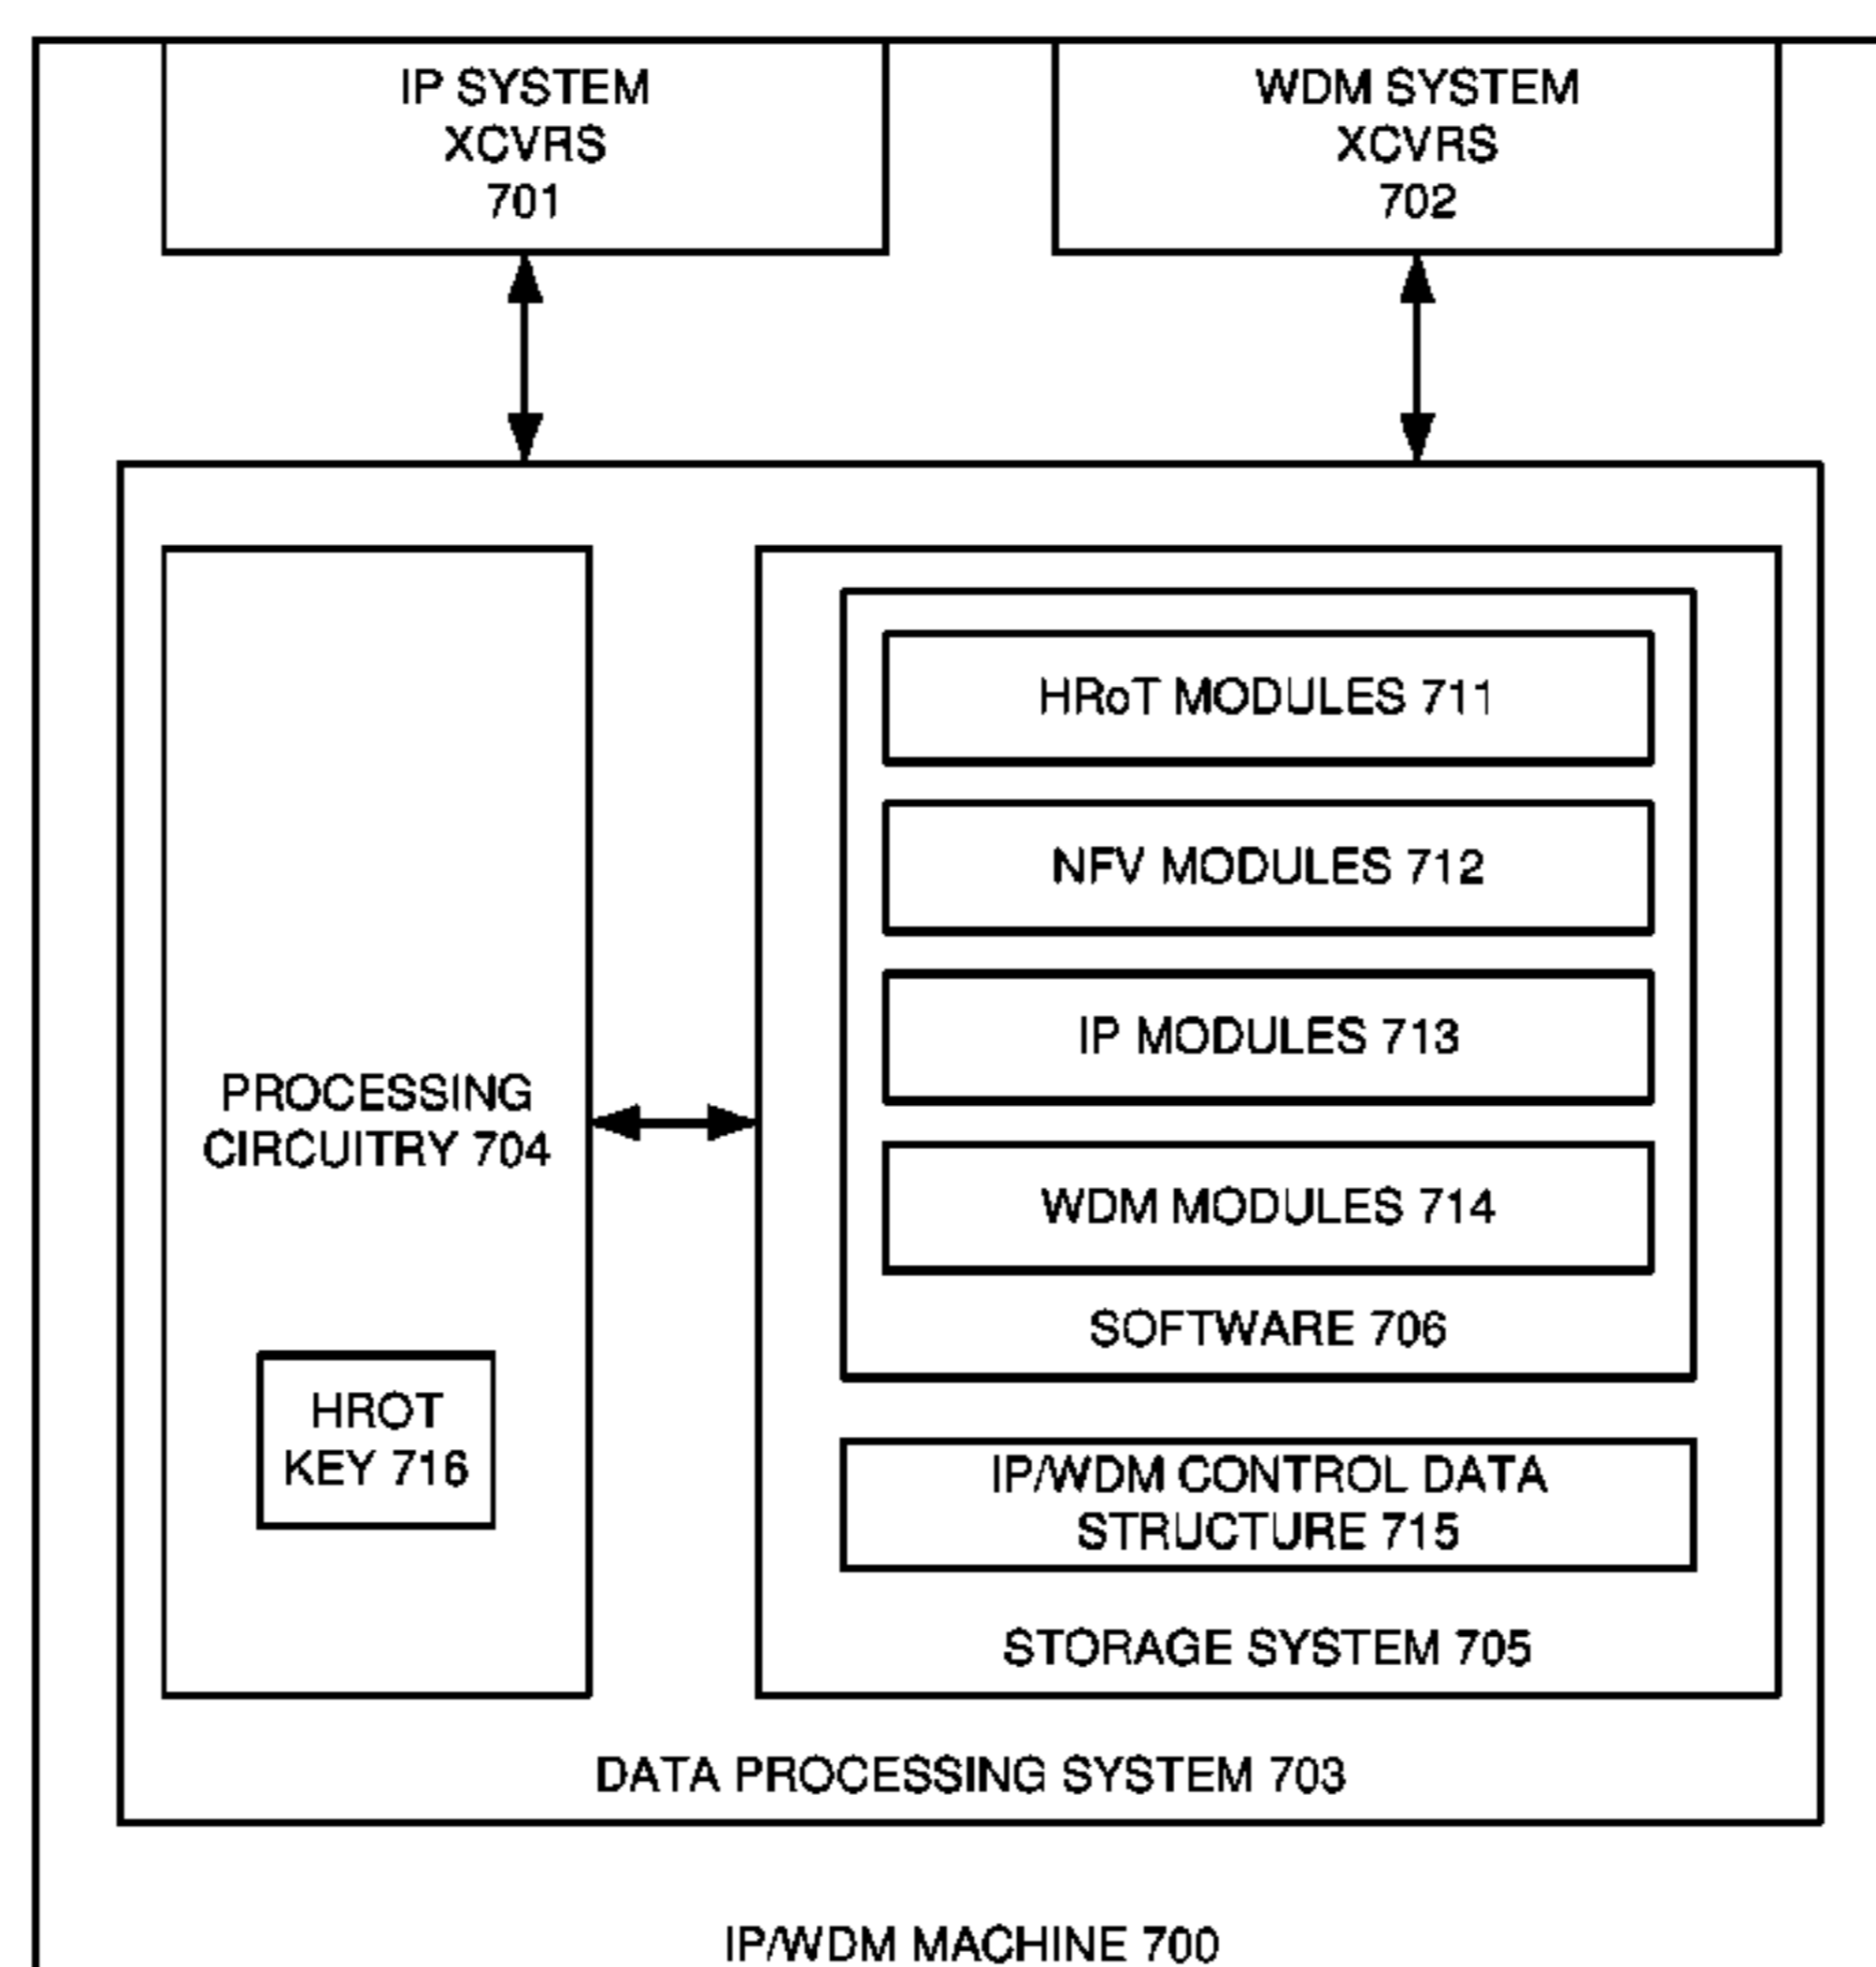 IP SYSTEM
XCVRS
701
WDM SYSTEM
XCVRS
702
HRoT MODULES 711
NFV MODULES 712
IP MODULES 713
WDM MODULES 714
SOFTWARE 706
PROCESSING
CIRCUITRY 704
HROT
KEY 716
IP/WDM CONTROL DATA
STRUCTURE 715
STORAGE SYSTEM 705
DATA PROCESSING SYSTEM 703
IP/WDM MACHINE 700